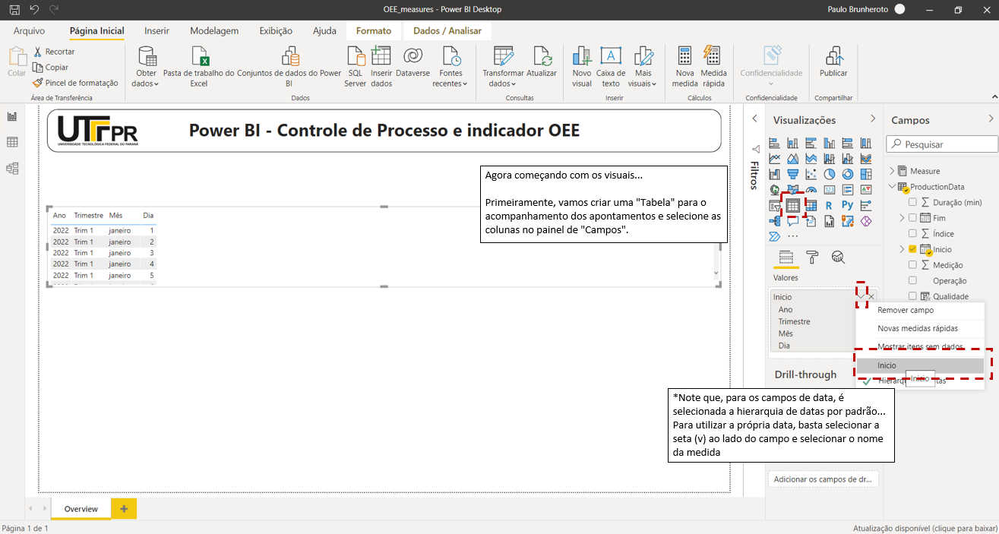 OEE_measures - Power BI Desktop
Paulo Brunheroto
Arquivo
Página Inicial
Inserir
Modelagem
Exibição
Ajuda
Formato
Dados / Analisar
Colar
Recortar
Copiar
Pincel de formatação
Área de Transferência
Obter
dados
Pasta de trabalho do
Excel
Conjuntos de dados do Power
BI
SQL
Server
Inserir
dados
Dataverse
Fontes
recentes
Dados
Transformar
dados
Atualizar
Consultas
Novo
visual
Caixa de
texto
Mais
visuais
Inserir
Nova
medida
Medida
rápida
Cálculos
Confidencialidade
Confidencialidade
Publicar
Compartilhar
UTFPR
UNIVERSIDADE TECNOLÓGICA FEDERAL DO PARANÁ
Power BI - Controle de Processo e indicador OEE
Agora começando com os visuais...
Primeiramente, vamos criar uma "Tabela" para o
acompanhamento dos apontamentos e selecione as
colunas no painel de "Campos".
Ano Trimestre Mês Dia
2022 Trim 1 janeiro 1
2022 Trim 1 janeiro 2
2022 Trim 1 janeiro 3
2022 Trim 1 janeiro 4
2022 Trim 1 janeiro 5
Filtros
Visualizações
123
R
Py
...
Valores
Inicio
Ano
Trimestre
Mês
Dia
Drill-through
Campos
Pesquisar
Measure
ProductionData
Duração (min)
Fim
Índice
Inicio
Medição
Operação
Qualidade
Remover campo
Novas medidas rápidas
Mostrar itens sem dados
Inicio
Inicio
*Note que, para os campos de data, é
selecionada a hierarquia de datas por padrão...
Para utilizar a própria data, basta selecionar a
seta (v) ao lado do campo e selecionar o nome
da medida
Adicionar os campos de dr...
Overview
+
Página 1 de 1
Atualização disponível (clique para baixar)